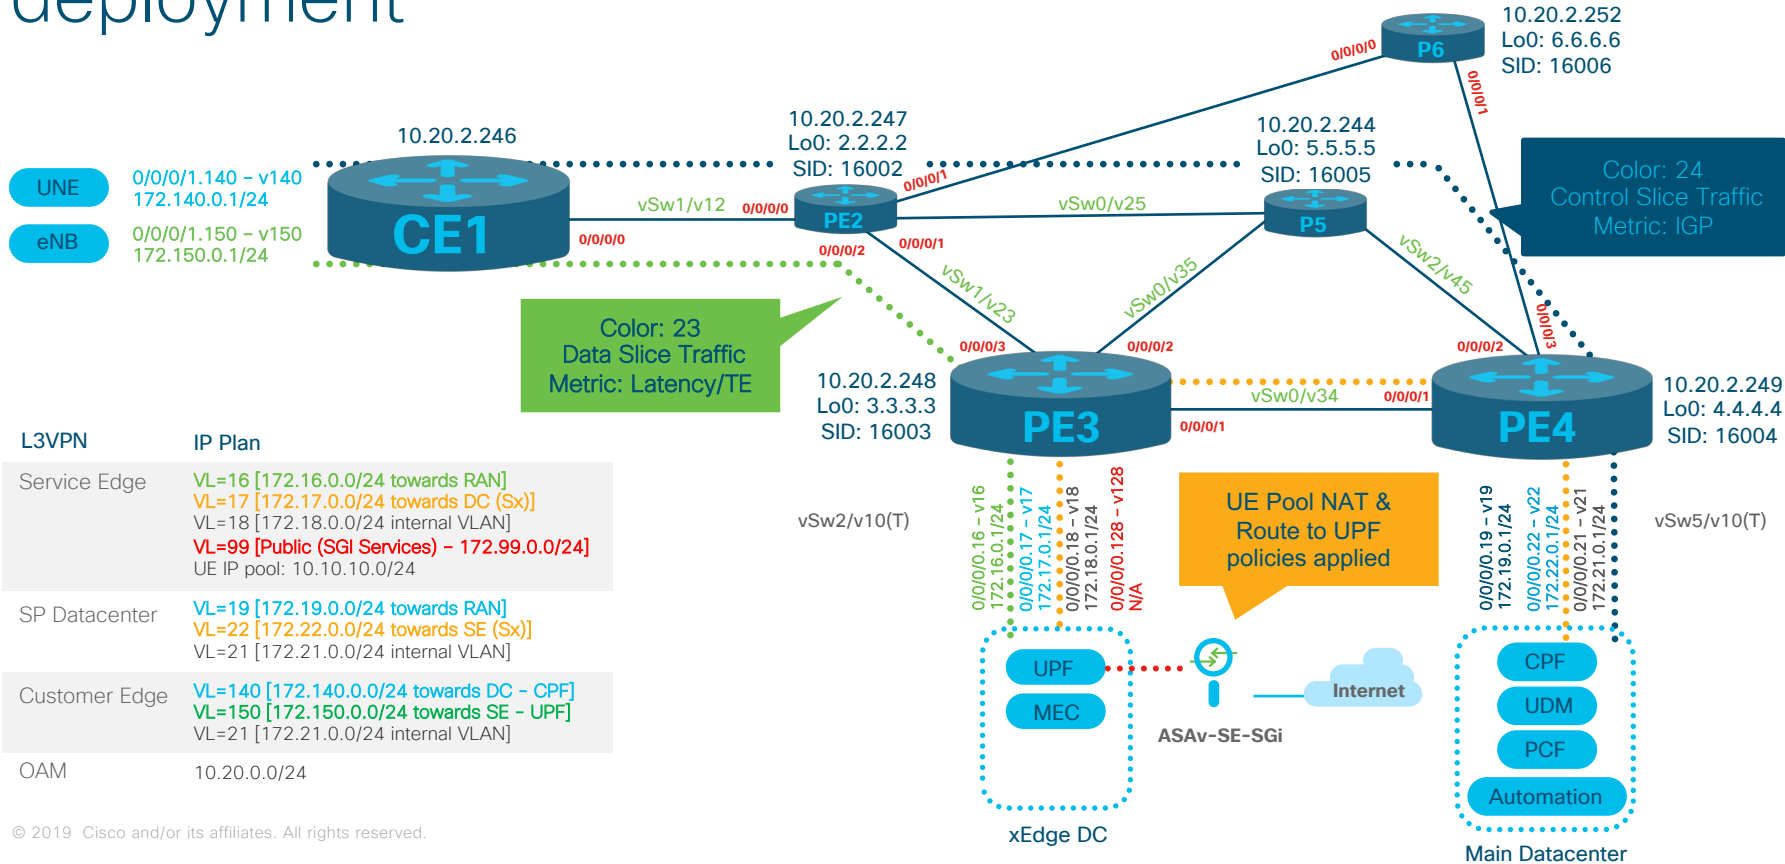 deployment
10.20.2.252
Lo0: 6.6.6.6
SID: 16006
P6
0/0/0/0
0/0/0/1
10.20.2.246
10.20.2.247
Lo0: 2.2.2.2
SID: 16002
10.20.2.244
Lo0: 5.5.5.5
SID: 16005
UNE
0/0/0/1.140 – v140
172.140.0.1/24
eNB
0/0/0/1.150 – v150
172.150.0.1/24
CE1
0/0/0/0
vSw1/v12
0/0/0/0
PE2
0/0/0/1
0/0/0/1
0/0/0/2
vSw0/v25
P5
Color: 24
Control Slice Traffic
Metric: IGP
vSw1/v23
vSw0/v35
vSw2/v45
Color: 23
Data Slice Traffic
Metric: Latency/TE
0/0/0/3
0/0/0/2
0/0/0/2
0/0/0/3
10.20.2.248
Lo0: 3.3.3.3
SID: 16003
PE3
vSw0/v34
0/0/0/1
0/0/0/1
PE4
10.20.2.249
Lo0: 4.4.4.4
SID: 16004
L3VPN IP Plan
Service Edge
VL=16 [172.16.0.0/24 towards RAN]
VL=17 [172.17.0.0/24 towards DC (Sx)]
VL=18 [172.18.0.0/24 internal VLAN]
VL=99 [Public (SGI Services) – 172.99.0.0/24]
UE IP pool: 10.10.10.0/24
SP Datacenter
VL=19 [172.19.0.0/24 towards RAN]
VL=22 [172.22.0.0/24 towards SE (Sx)]
VL=21 [172.21.0.0/24 internal VLAN]
Customer Edge
VL=140 [172.140.0.0/24 towards DC – CPF]
VL=150 [172.150.0.0/24 towards SE – UPF]
VL=21 [172.21.0.0/24 internal VLAN]
OAM 10.20.0.0/24
vSw2/v10(T)
0/0/0/0.16 – v16
172.16.0.1/24
0/0/0/0.17 – v17
172.17.0.1/24
0/0/0/0.18 – v18
172.18.0.1/24
0/0/0/0.128 – v128
N/A
UE Pool NAT &
Route to UPF
policies applied
0/0/0/0.19 – v19
172.19.0.1/24
0/0/0/0.22 – v22
172.22.0.1/24
0/0/0/0.21 – v21
172.21.0.1/24
vSw5/v10(T)
UPF
MEC
xEdge DC
ASAv-SE-SGi
Internet
CPF
UDM
PCF
Automation
Main Datacenter
© 2019 Cisco and/or its affiliates. All rights reserved.